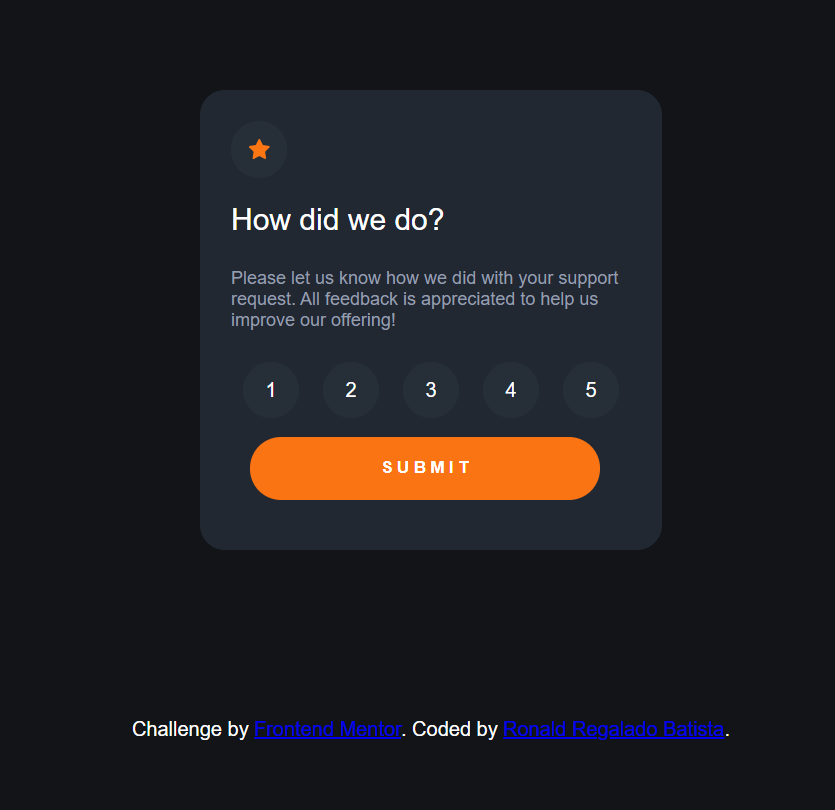 How did we do?
Please let us know how we did with your support
request. All feedback is appreciated to help us
improve our offering!
1 2 3 4 5
SUBMIT
Challenge by Frontend Mentor. Coded by Ronald Regalado Batista.